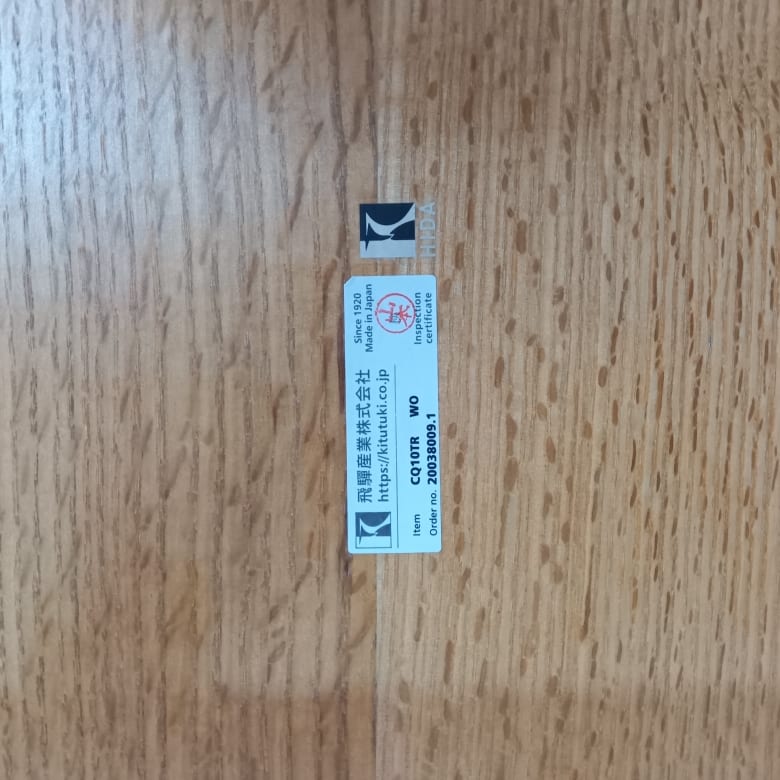 HIDA
飛驒産業株式会社
https://kitutuki.co.jp
Since 1920
Made in Japan
Item CQ10TR WO
Order no. 20038009.1
Inspection
certificate